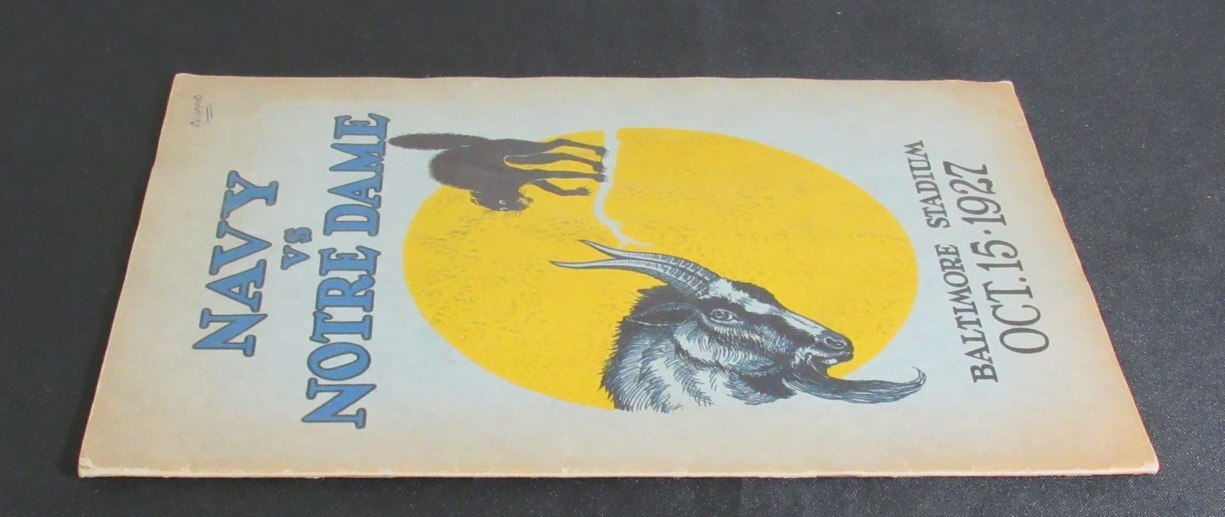 NAVY
VS
NOTRE DAME
BALTIMORE STADIUM
OCT. 15 · 1927